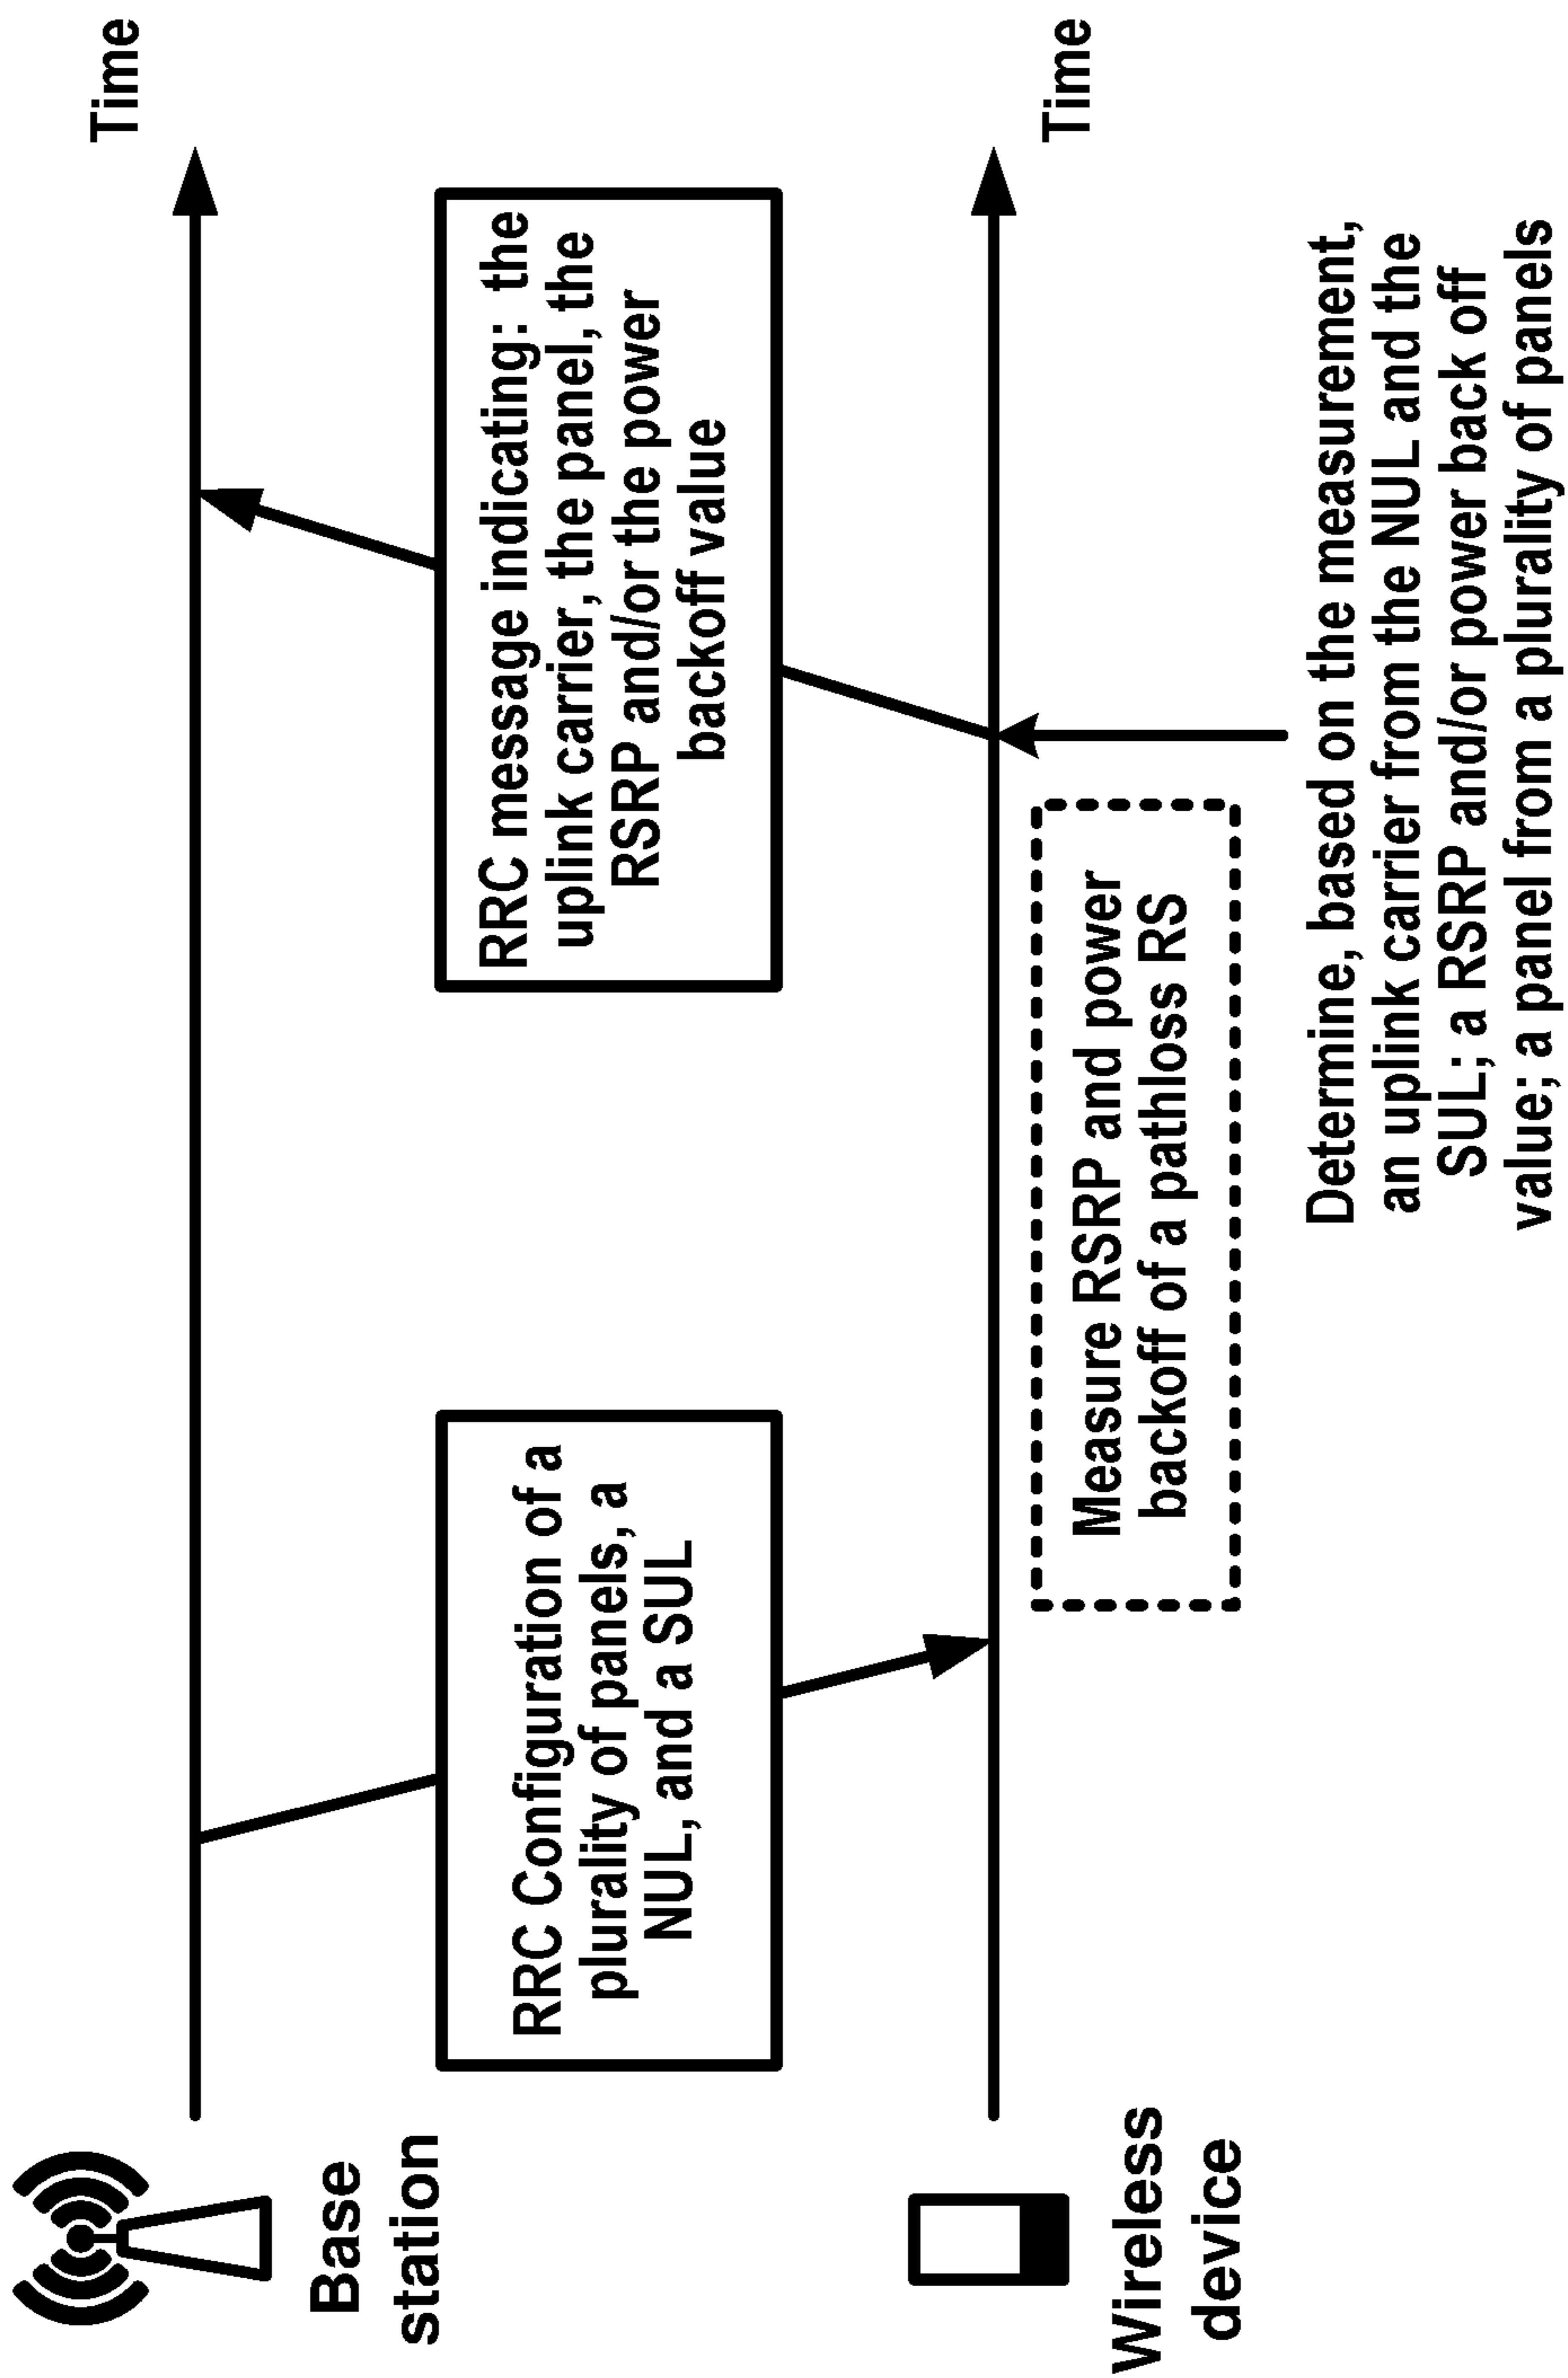 Base
station
Time
RRC Configuration of a
plurality of panels, a
NUL, and a SUL
RRC message indicating: the
uplink carrier, the panel, the
RSRP and/or the power
backoff value
Wireless
device
Time
Measure RSRP and power
backoff of a pathloss RS
Determine, based on the measurement,
an uplink carrier from the NUL and the
SUL; a RSRP and/or power back off
value; a panel from a plurality of panels